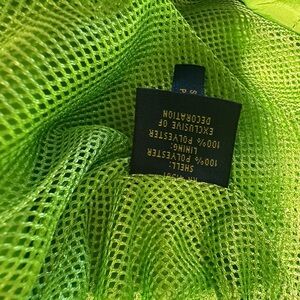 SHELL:
100% POLYESTER
LINING:
100% POLYESTER
EXCLUSIVE OF
DECORATION